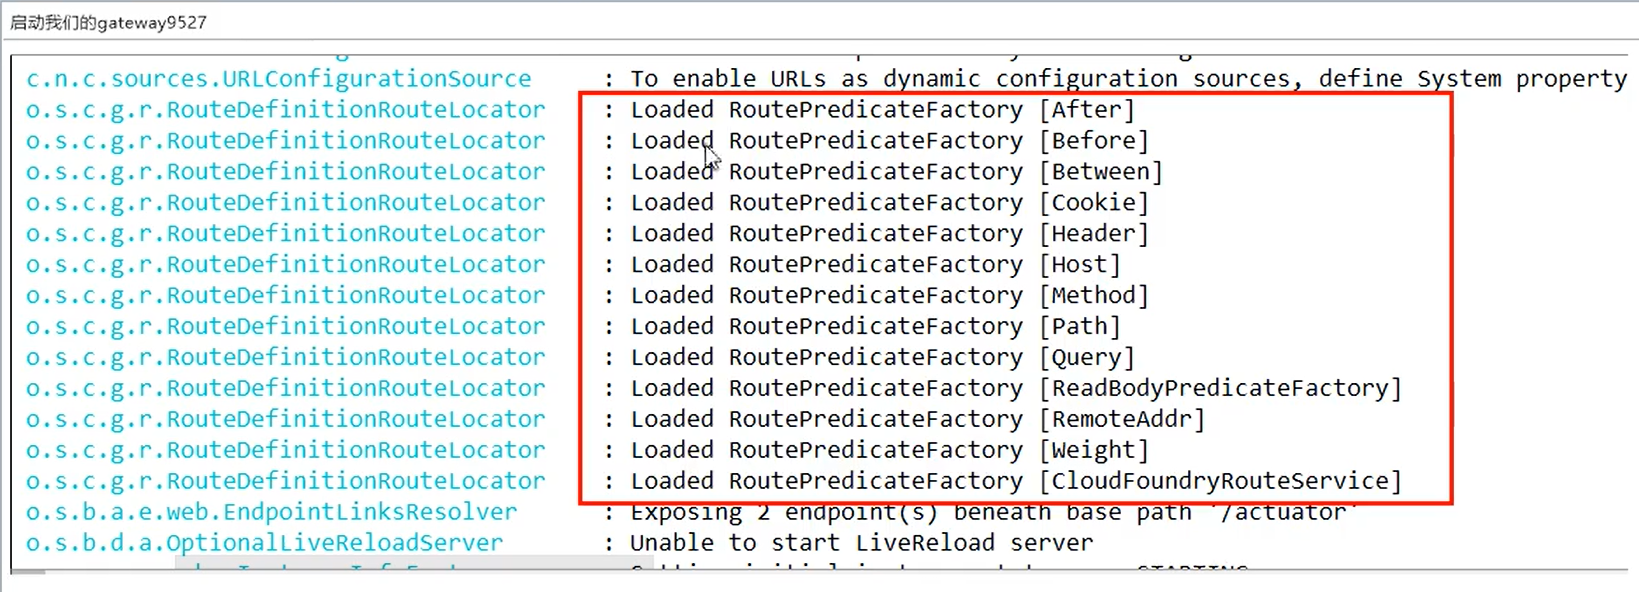 启动我们的gateway9527
c.n.c.sources.URLConfigurationSource : To enable URLs as dynamic configuration sources, define System property
o.s.c.g.r.RouteDefinitionRouteLocator : Loaded RoutePredicateFactory [After]
o.s.c.g.r.RouteDefinitionRouteLocator : Loaded RoutePredicateFactory [Before]
o.s.c.g.r.RouteDefinitionRouteLocator : Loaded RoutePredicateFactory [Between]
o.s.c.g.r.RouteDefinitionRouteLocator : Loaded RoutePredicateFactory [Cookie]
o.s.c.g.r.RouteDefinitionRouteLocator : Loaded RoutePredicateFactory [Header]
o.s.c.g.r.RouteDefinitionRouteLocator : Loaded RoutePredicateFactory [Host]
o.s.c.g.r.RouteDefinitionRouteLocator : Loaded RoutePredicateFactory [Method]
o.s.c.g.r.RouteDefinitionRouteLocator : Loaded RoutePredicateFactory [Path]
o.s.c.g.r.RouteDefinitionRouteLocator : Loaded RoutePredicateFactory [Query]
o.s.c.g.r.RouteDefinitionRouteLocator : Loaded RoutePredicateFactory [ReadBodyPredicateFactory]
o.s.c.g.r.RouteDefinitionRouteLocator : Loaded RoutePredicateFactory [RemoteAddr]
o.s.c.g.r.RouteDefinitionRouteLocator : Loaded RoutePredicateFactory [Weight]
o.s.c.g.r.RouteDefinitionRouteLocator : Loaded RoutePredicateFactory [CloudFoundryRouteService]
o.s.b.a.e.web.EndpointLinksResolver : Exposing 2 endpoint(s) beneath base path '/actuator'
o.s.b.d.a.OptionalLiveReloadServer : Unable to start LiveReload server